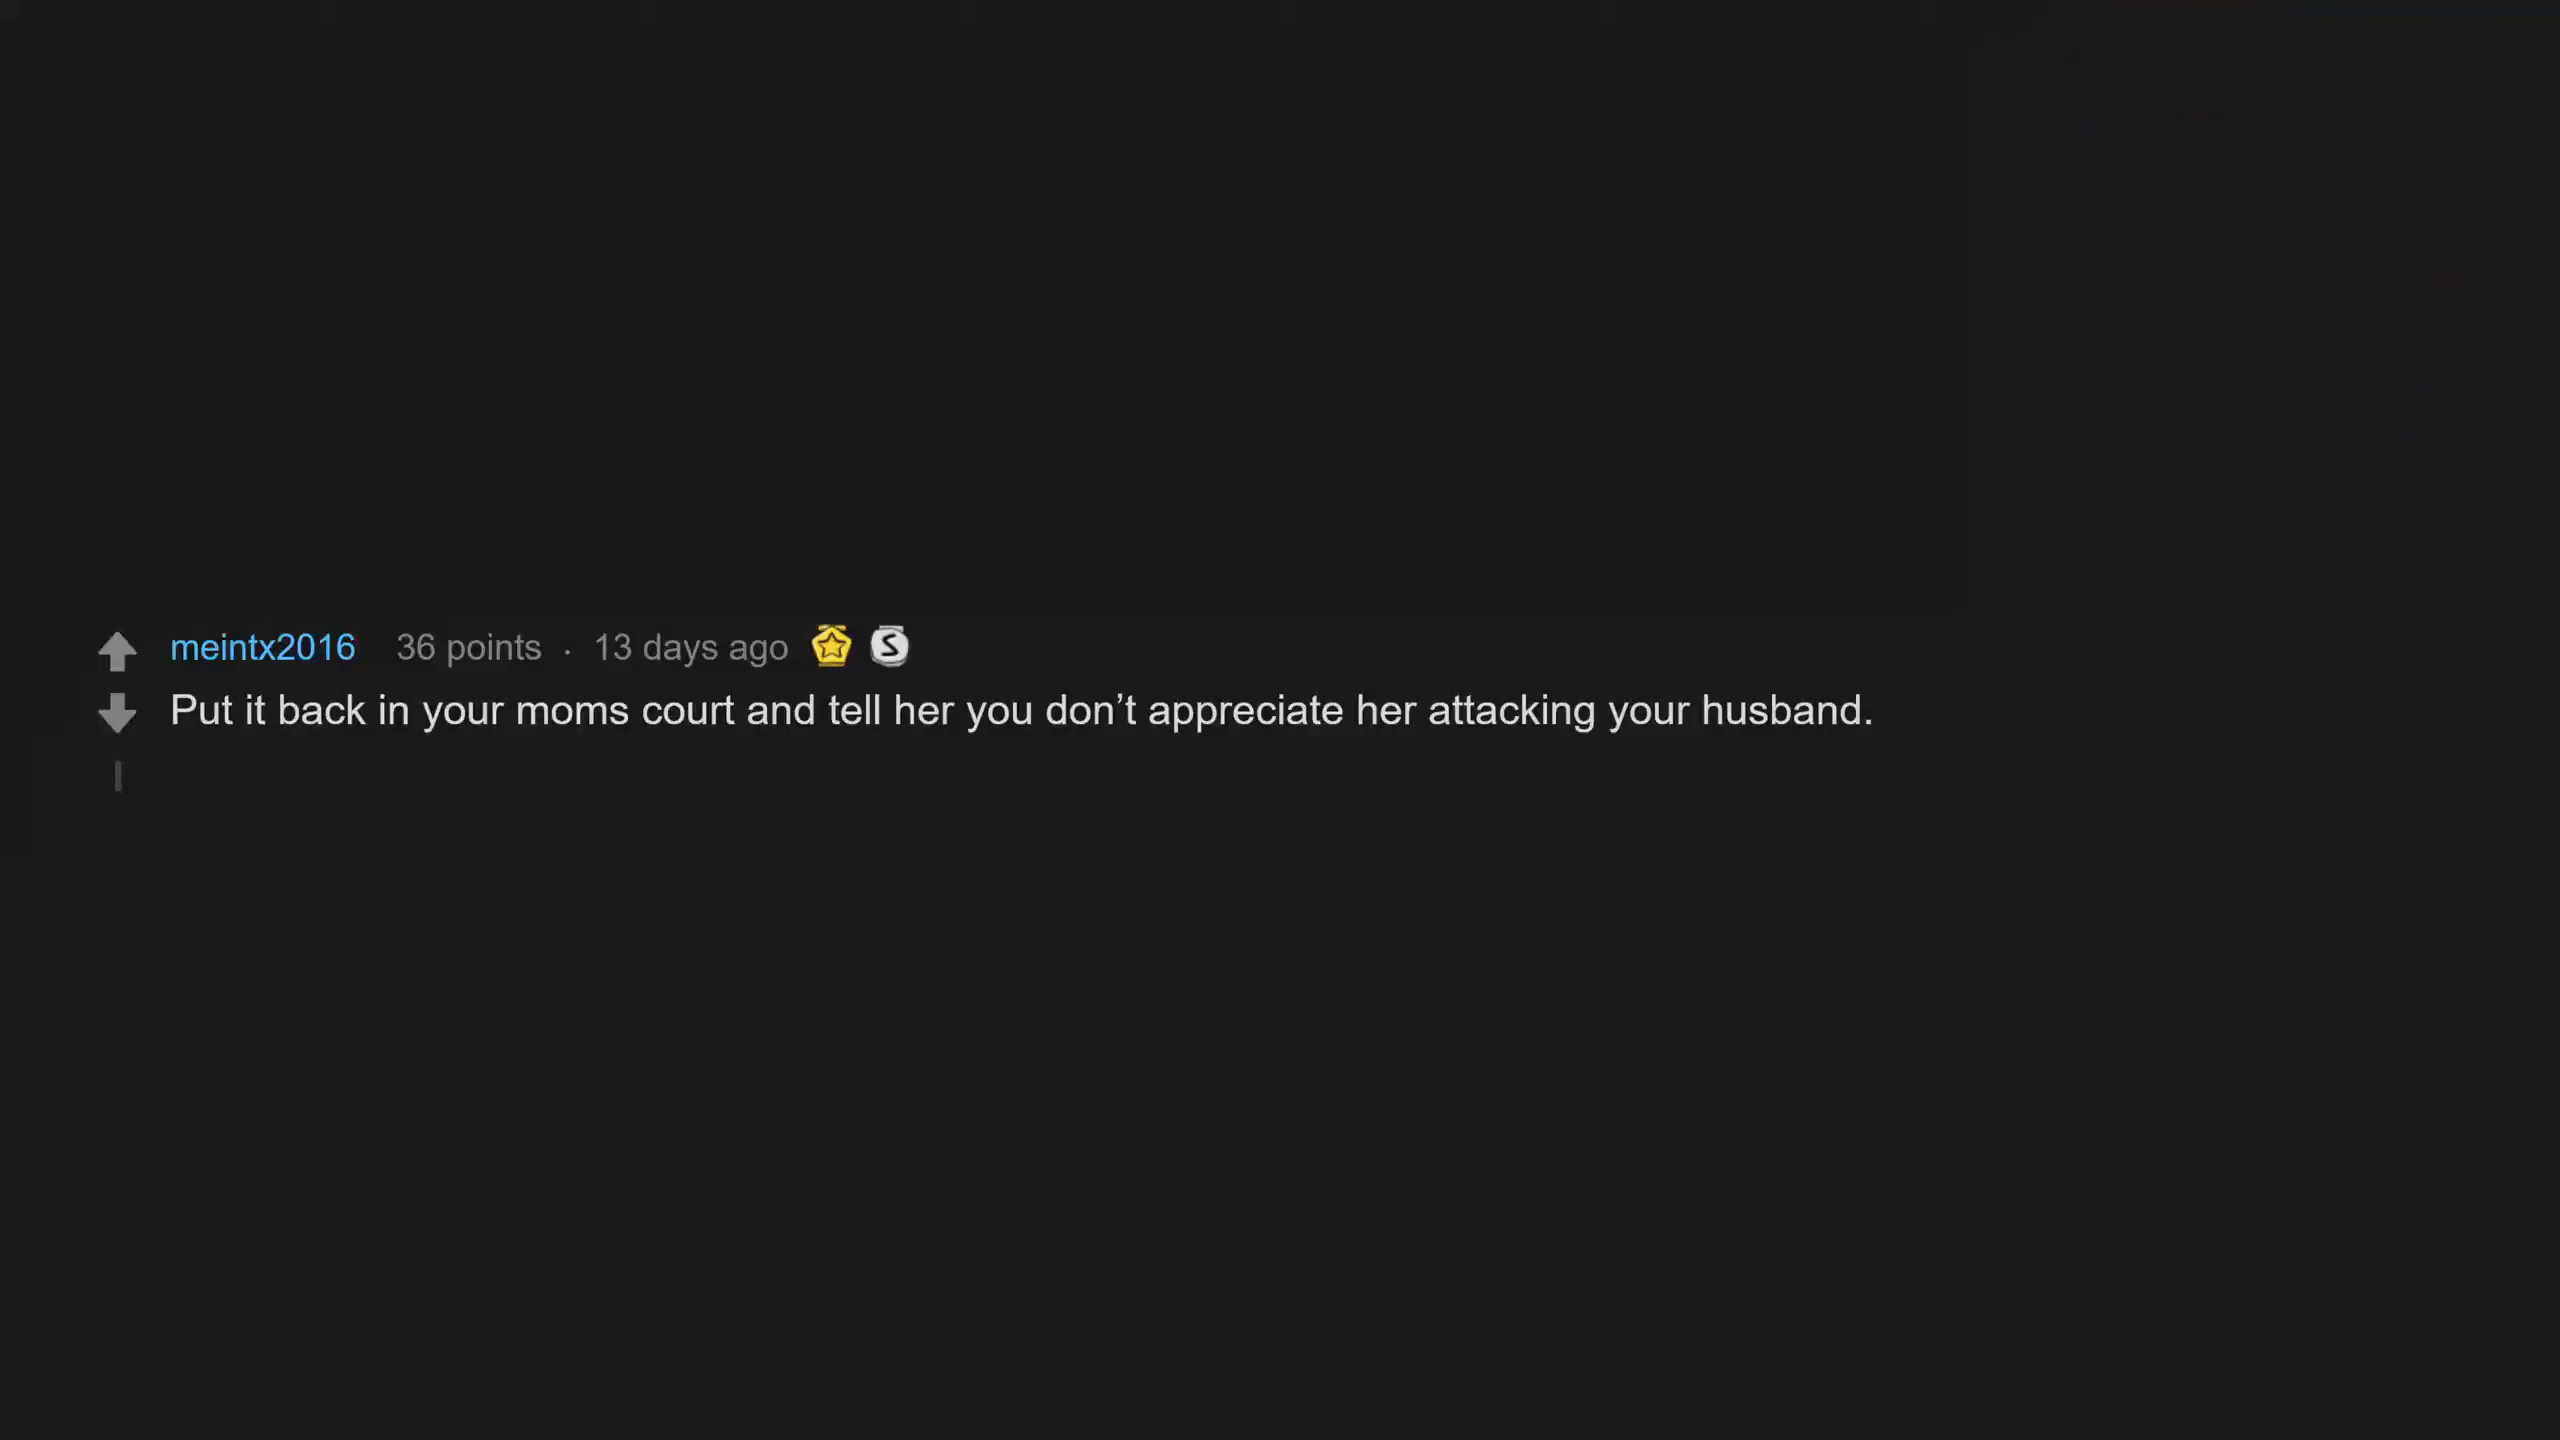 meintx2016 36 points · 13 days ago S
Put it back in your moms court and tell her you don’t appreciate her attacking your husband.